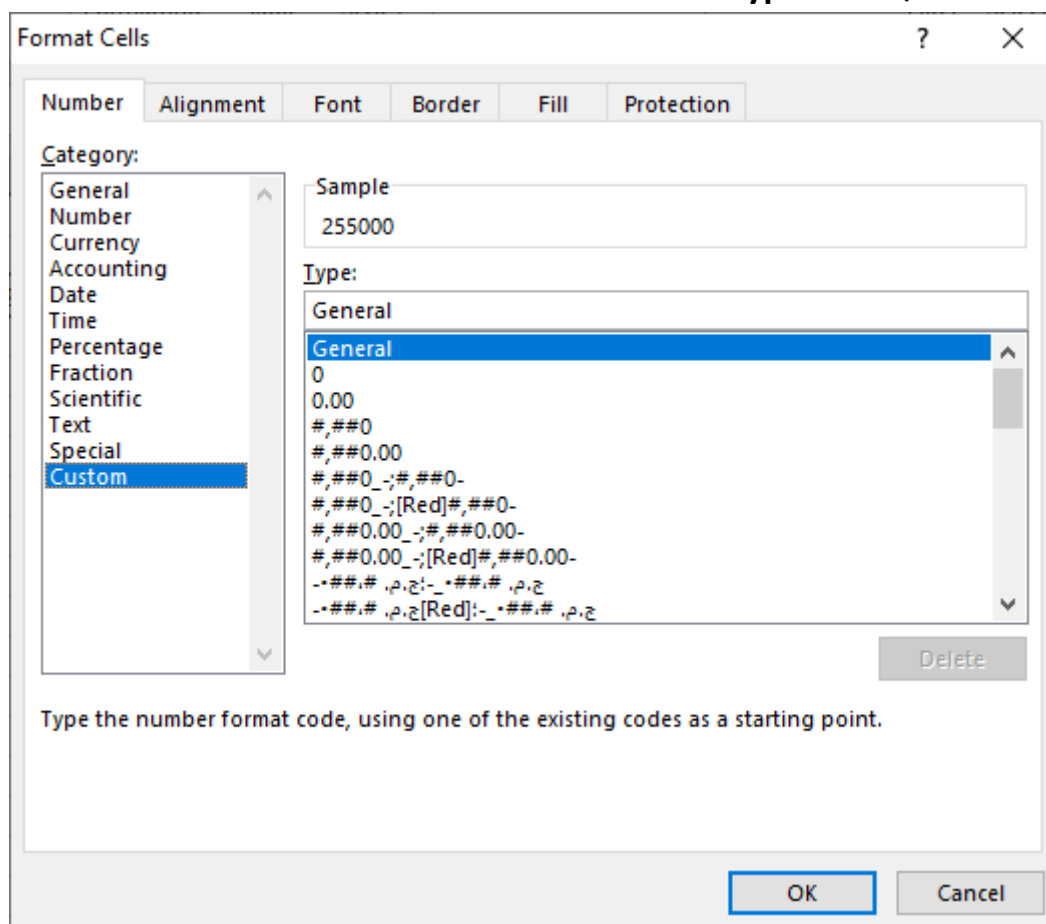 Format Cells ? ×
Number Alignment Font Border Fill Protection
Category:
General
Number
Currency
Accounting
Date
Time
Percentage
Fraction
Scientific
Text
Special
Custom
Sample
255000
Type:
General
General
0
0.00
#,##0
#,##0.00
#,##0_-;#,##0-
#,##0_-;[Red]#,##0-
#,##0.00_-;#,##0.00-
#,##0.00_-;[Red]#,##0.00-
Delete
Type the number format code, using one of the existing codes as a starting point.
OK Cancel